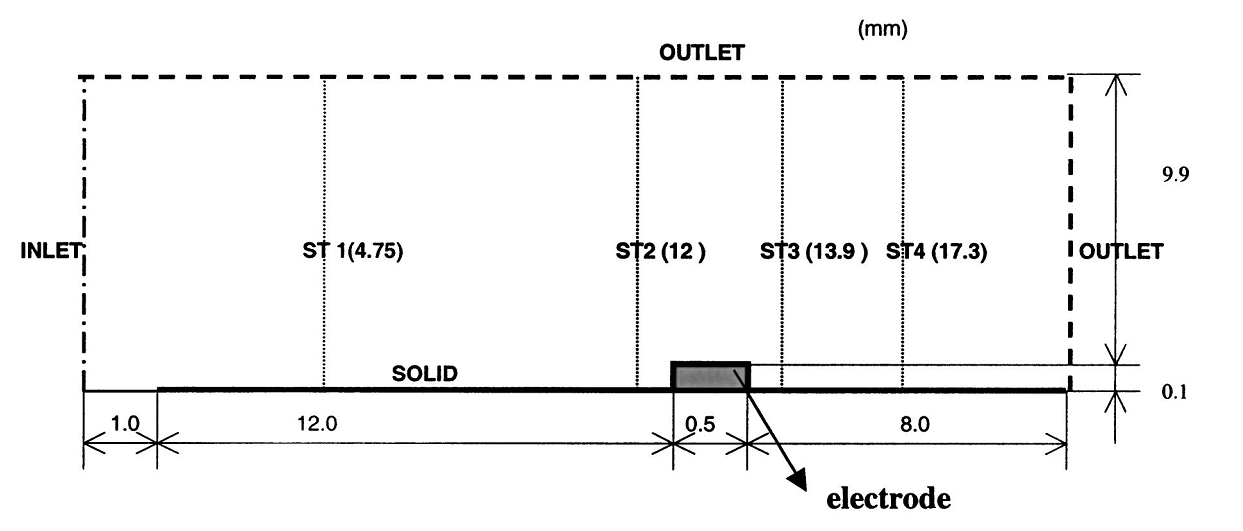 (mm)
OUTLET
9.9
INLET
ST 1(4.75)
ST2 (12 )
ST3 (13.9 )
ST4 (17.3)
OUTLET
SOLID
0.1
1.0
12.0
0.5
8.0
electrode